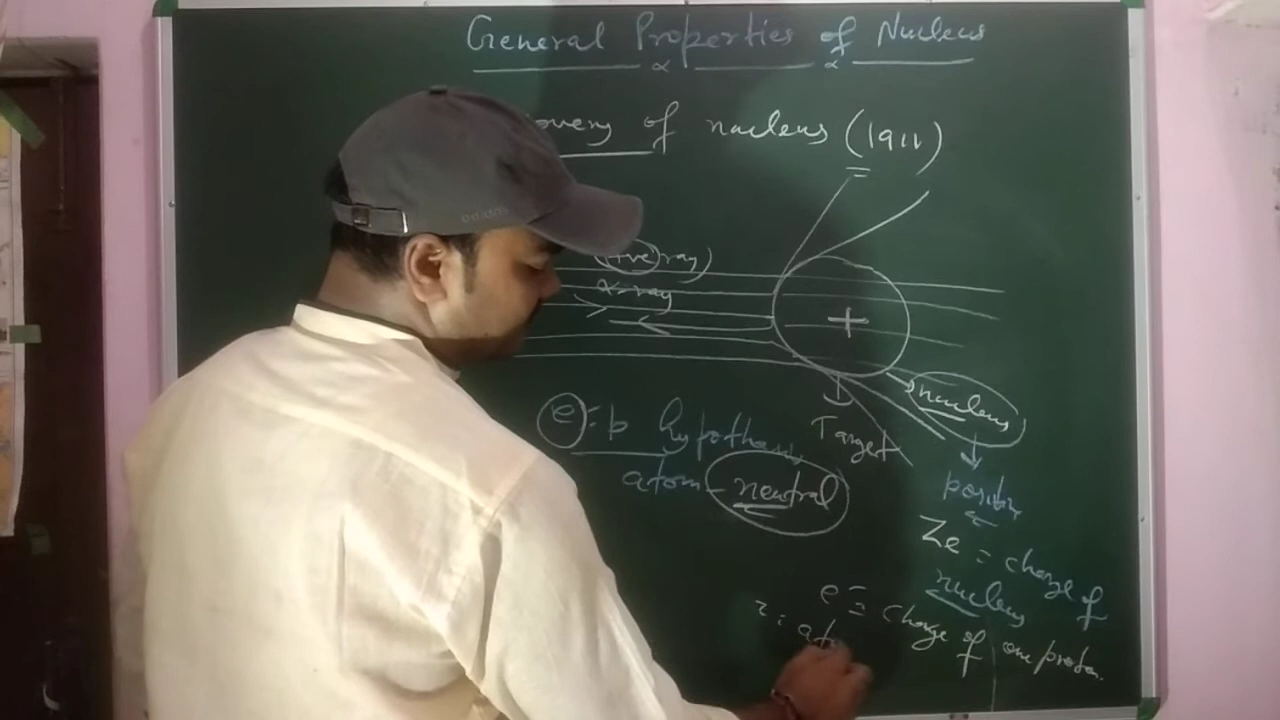 General Properties of Nucleus
overy of nucleus (1911)
(+ve ray)
α-ray
+
nucleus
e : p hypothesis
Target
atom - neutral
positive
Ze = charge of
nucleus
e = charge of one proton
z : ato
adidas